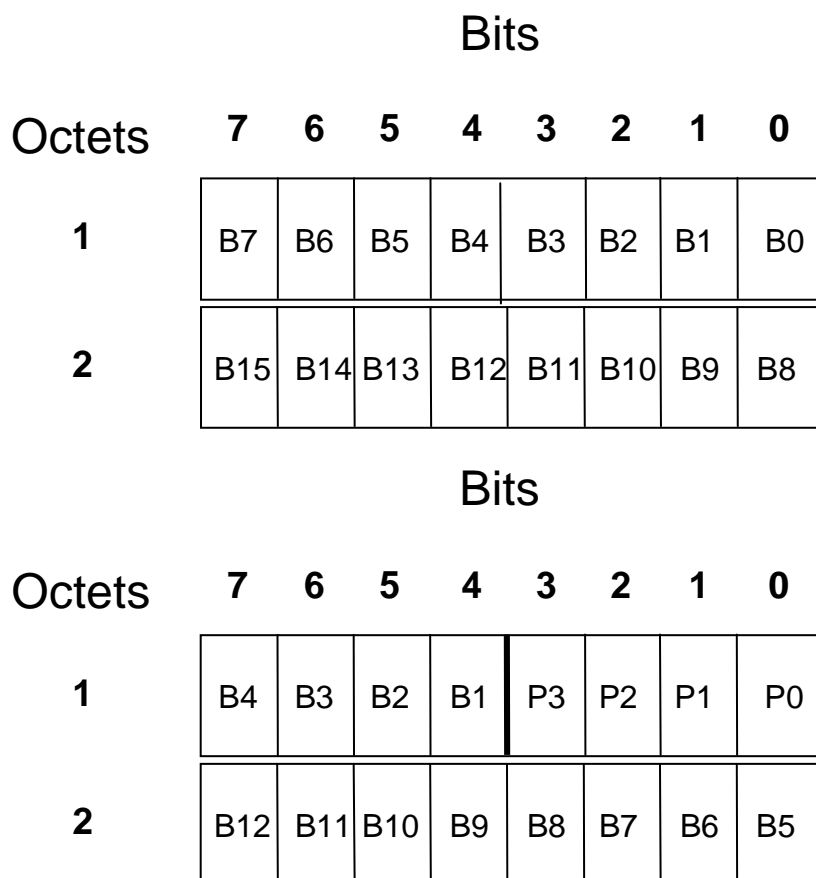 Bits
Octets 7 6 5 4 3 2 1 0
1 B7 B6 B5 B4 B3 B2 B1 B0
2 B15 B14 B13 B12 B11 B10 B9 B8
Bits
Octets 7 6 5 4 3 2 1 0
1 B4 B3 B2 B1 P3 P2 P1 P0
2 B12 B11 B10 B9 B8 B7 B6 B5